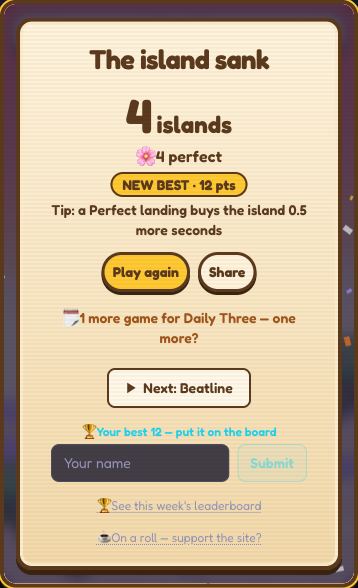 The island sank
4 islands
🌸4 perfect
NEW BEST · 12 pts
Tip: a Perfect landing buys the island 0.5
more seconds
Play again
Share
🗓️1 more game for Daily Three — one
more?
▶ Next: Beatline
🏆Your best 12 — put it on the board
Your name
Submit
🏆See this week's leaderboard
☕On a roll — support the site?